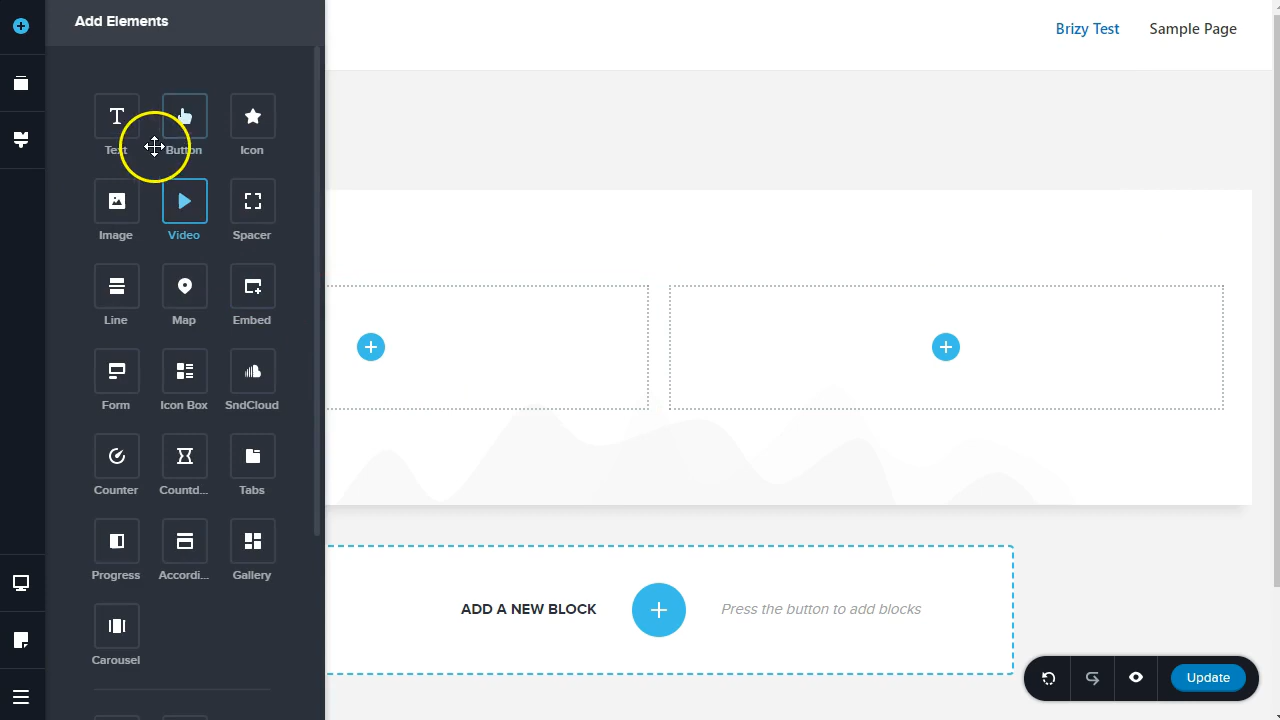 Add Elements
Brizy Test Sample Page
Text Button Icon
Image Video Spacer
Line Map Embed
Form Icon Box SndCloud
Counter Countd... Tabs
Progress Accordi... Gallery
Carousel
ADD A NEW BLOCK Press the button to add blocks
Update